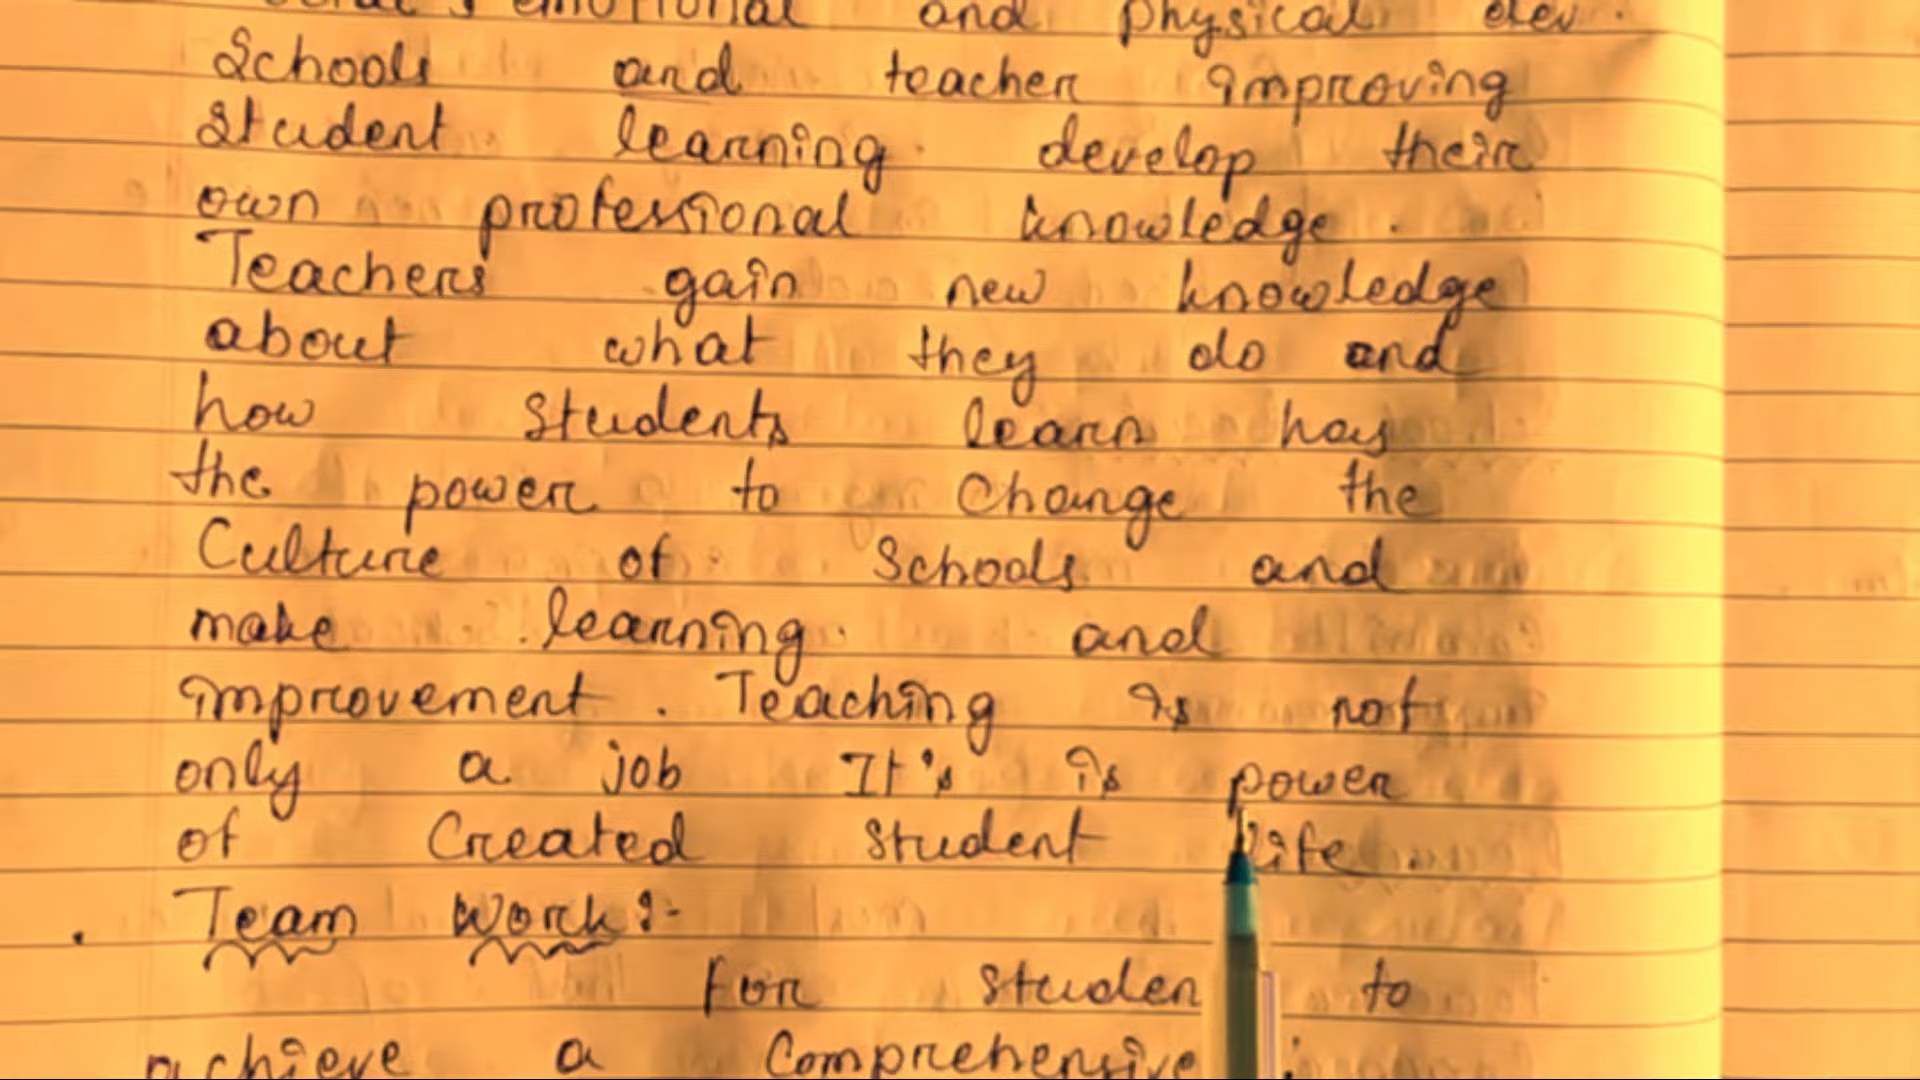 emotional and physical dev.
Schools and teacher improving
student learning develop their
own professional knowledge.
Teachers gain new knowledge
about what they do and
how students learn has
the power to change the
Culture of Schools and
make learning and
improvement. Teaching is not
only a job It's is power
of Created student life
. Team Work :-
For studen to
achieve a Comprehensive